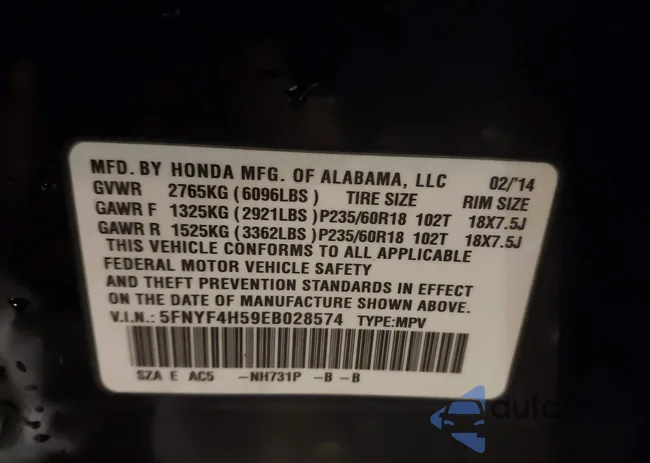 MFD. BY HONDA MFG. OF ALABAMA, LLC 02/'14
GVWR 2765KG ( 6096LBS ) TIRE SIZE RIM SIZE
GAWR F 1325KG ( 2921LBS ) P235/60R18 102T 18X7.5J
GAWR R 1525KG ( 3362LBS ) P235/60R18 102T 18X7.5J
THIS VEHICLE CONFORMS TO ALL APPLICABLE
FEDERAL MOTOR VEHICLE SAFETY
AND THEFT PREVENTION STANDARDS IN EFFECT
ON THE DATE OF MANUFACTURE SHOWN ABOVE.
V.I.N.: 5FNYF4H59EB028574 TYPE:MPV
SZA E AC5 -NH731P -B -B